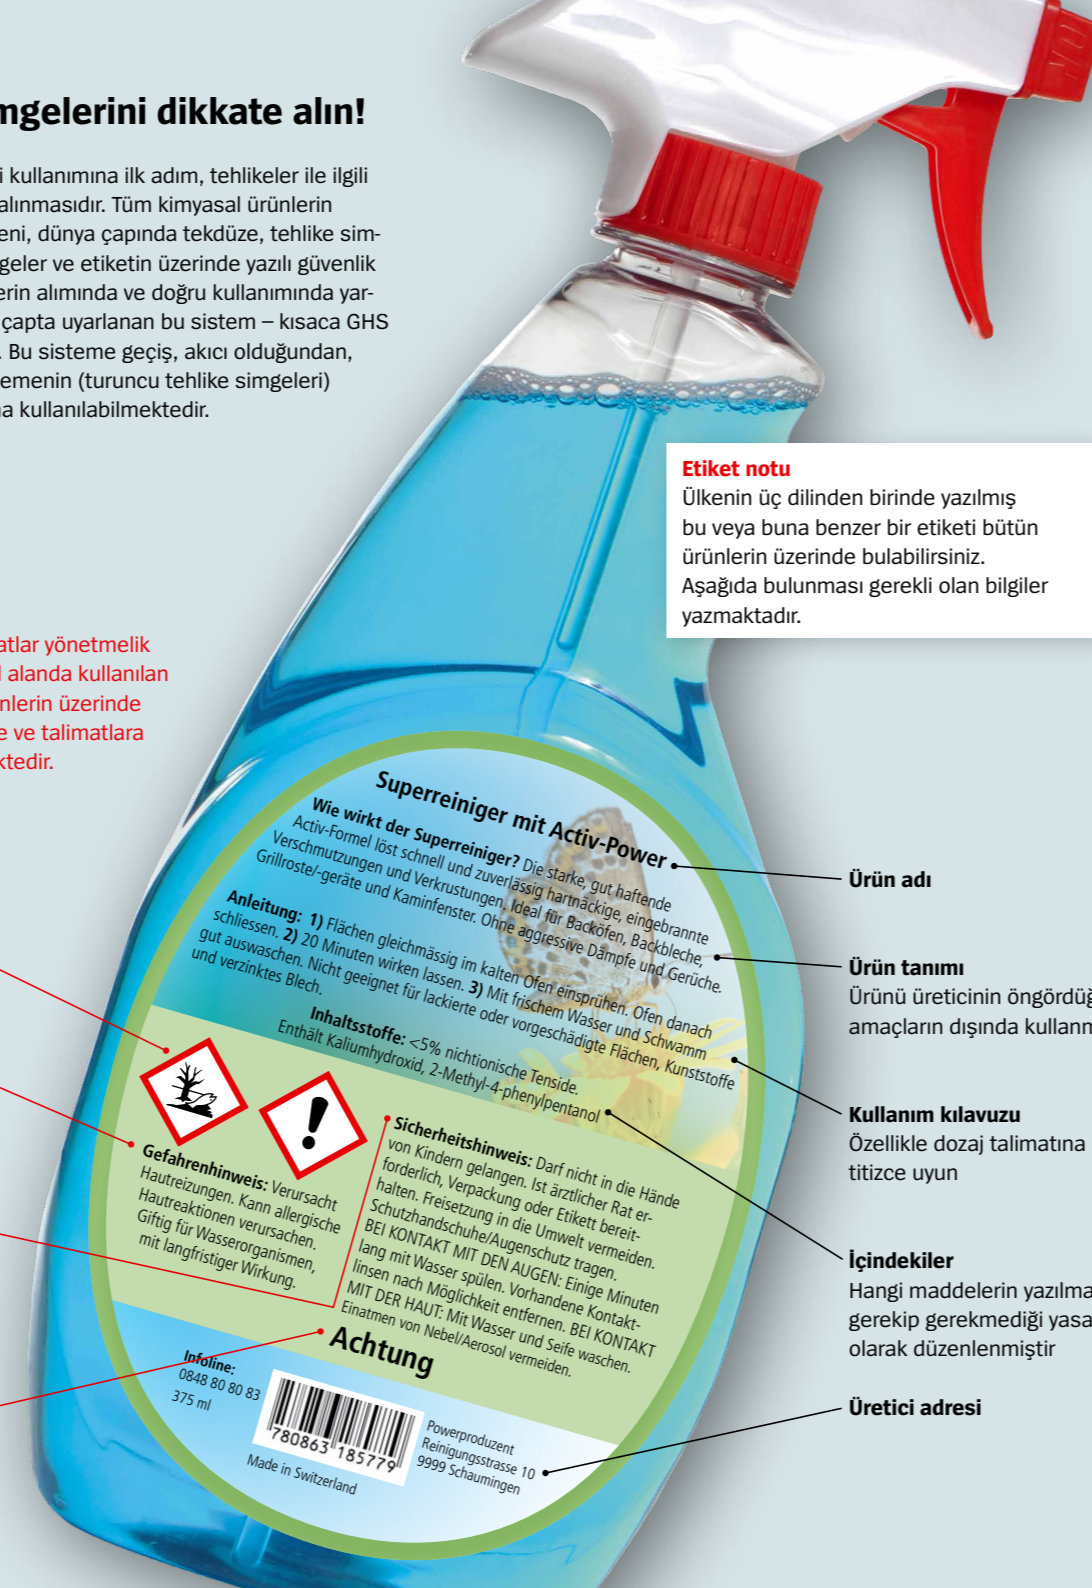 mgelerini dikkate alın!
i kullanımına ilk adım, tehlikeler ile ilgili
alınmasıdır. Tüm kimyasal ürünlerin
eni, dünya çapında tekdüze, tehlike sim-
geler ve etiketin üzerinde yazılı güvenlik
erin alımında ve doğru kullanımında yar-
çapta uyarlanan bu sistem – kısaca GHS
. Bu sisteme geçiş, akıcı olduğundan,
emenin (turuncu tehlike simgeleri)
a kullanılabilmektedir.
Etiket notu
Ülkenin üç dilinden birinde yazılmış
bu veya buna benzer bir etiketi bütün
ürünlerin üzerinde bulabilirsiniz.
Aşağıda bulunması gerekli olan bilgiler
yazmaktadır.
atlar yönetmelik
l alanda kullanılan
nlerin üzerinde
e ve talimatlara
ktedir.
Superreiniger mit Activ-Power
Wie wirkt der Superreiniger? Die starke, gut haftende
Activ-Formel löst schnell und zuverlässig hartnäckige, eingebrannte
Verschmutzungen und Verkrustungen. Ideal für Backöfen, Backbleche,
Grillroste/-geräte und Kaminfenster. Ohne aggressive Dämpfe und Gerüche.
Anleitung: 1) Flächen gleichmässig im kalten Ofen einsprühen. Ofen danach
schliessen. 2) 20 Minuten wirken lassen. 3) Mit frischem Wasser und Schwamm
gut auswaschen. Nicht geeignet für lackierte oder vorgeschädigte Flächen, Kunststoffe
und verzinktes Blech.
Inhaltsstoffe: <5% nichtionische Tenside.
Enthält Kaliumhydroxid, 2-Methyl-4-phenylpentanol
Gefahrenhinweis: Verursacht
Hautreizungen. Kann allergische
Hautreaktionen verursachen.
Giftig für Wasserorganismen,
mit langfristiger Wirkung.
Sicherheitshinweis: Darf nicht in die Hände
von Kindern gelangen. Ist ärztlicher Rat er-
forderlich, Verpackung oder Etikett bereit-
halten. Freisetzung in die Umwelt vermeiden.
Schutzhandschuhe/Augenschutz tragen.
BEI KONTAKT MIT DEN AUGEN: Einige Minuten
lang mit Wasser spülen. Vorhandene Kontakt-
linsen nach Möglichkeit entfernen. BEI KONTAKT
MIT DER HAUT: Mit Wasser und Seife waschen.
Einatmen von Nebel/Aerosol vermeiden.
Achtung
Infoline:
0848 80 80 83
375 ml
780863 185779
Made in Switzerland
Powerproduzent
Reinigungsstrasse 10
9999 Schaumingen
Ürün adı
Ürün tanımı
Ürünü üreticinin öngördüğ
amaçların dışında kullanm
Kullanım kılavuzu
Özellikle dozaj talimatına
titizce uyun
İçindekiler
Hangi maddelerin yazılma
gerekip gerekmediği yasa
olarak düzenlenmiştir
Üretici adresi